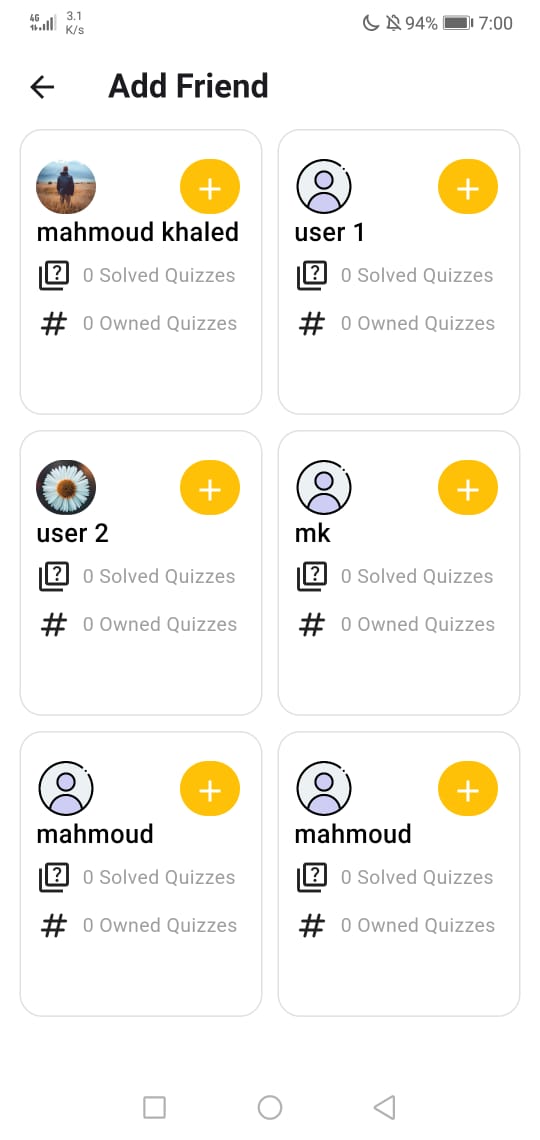 4G 3.1 K/s 94% 7:00
Add Friend
mahmoud khaled
0 Solved Quizzes
0 Owned Quizzes
user 1
0 Solved Quizzes
0 Owned Quizzes
user 2
0 Solved Quizzes
0 Owned Quizzes
mk
0 Solved Quizzes
0 Owned Quizzes
mahmoud
0 Solved Quizzes
0 Owned Quizzes
mahmoud
0 Solved Quizzes
0 Owned Quizzes